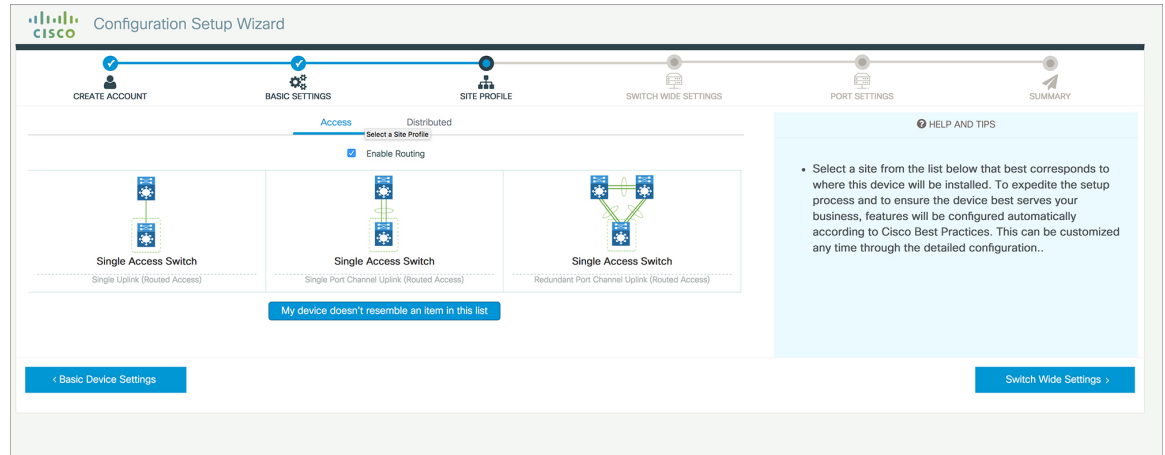 CISCO
Configuration Setup Wizard
CREATE ACCOUNT
BASIC SETTINGS
SITE PROFILE
SWITCH WIDE SETTINGS
PORT SETTINGS
SUMMARY
Access
Distributed
Select a Site Profile
Enable Routing
Single Access Switch
Single Uplink (Routed Access)
Single Access Switch
Single Port Channel Uplink (Routed Access)
Single Access Switch
Redundant Port Channel Uplink (Routed Access)
My device doesn't resemble an item in this list
? HELP AND TIPS
• Select a site from the list below that best corresponds to
where this device will be installed. To expedite the setup
process and to ensure the device best serves your
business, features will be configured automatically
according to Cisco Best Practices. This can be customized
any time through the detailed configuration..
‹ Basic Device Settings
Switch Wide Settings ›